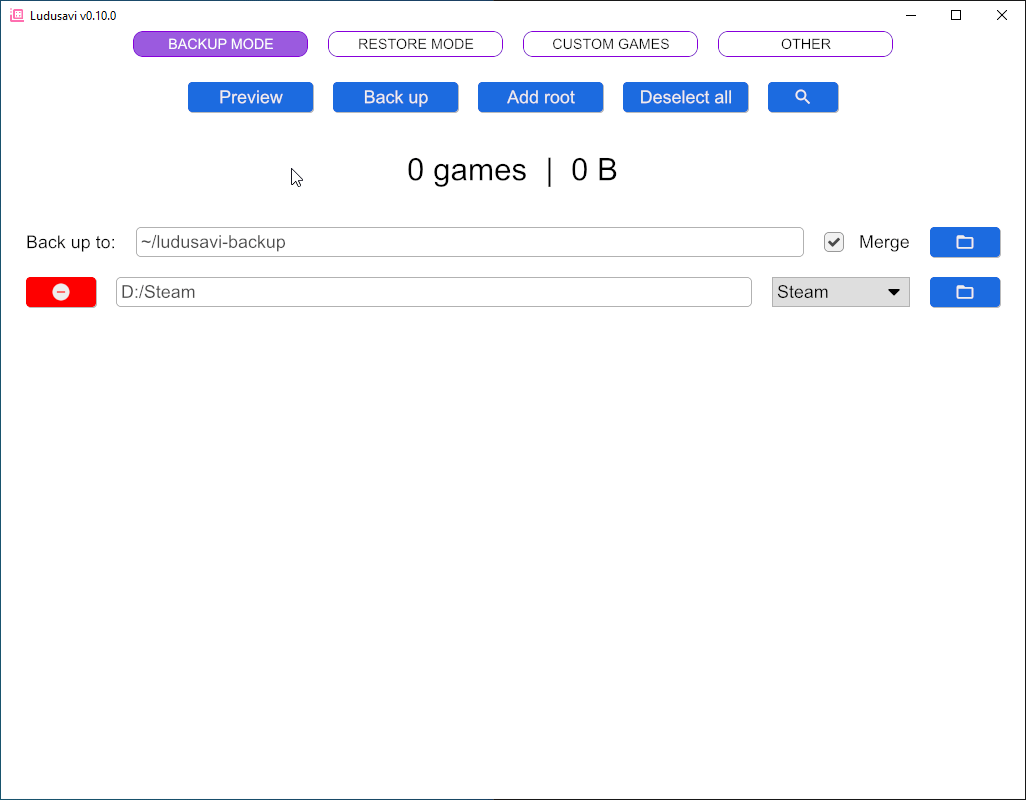 Ludusavi v0.10.0
BACKUP MODE RESTORE MODE CUSTOM GAMES OTHER
Preview Back up Add root Deselect all
0 games | 0 B
Back up to: ~/ludusavi-backup Merge
D:/Steam Steam